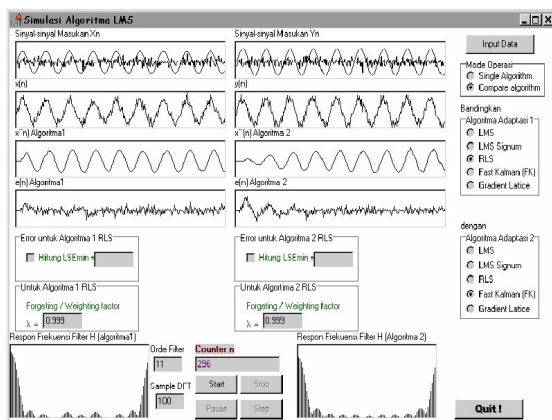 Simulasi Algoritma LMS
Sinyal-sinyal Masukan Xn
Sinyal-sinyal Masukan Yn
x(n)
y(n)
x^(n) Algoritma1
x^(n) Algoritma 2
e(n) Algoritma1
e(n) Algoritma 2
Error untuk Algoritma 1 RLS
Hitung LSEmin =
Error untuk Algoritma 2 RLS
Hitung LSEmin =
Untuk Algoritma 1 RLS
Forgeting / Weighting factor
λ = 0.999
Untuk Algoritma 2 RLS
Forgeting / Weighting factor
λ = 0.999
Respon Frekuensi Filter H (algoritma1)
Orde Filter
11
Sample DFT
100
Counter n
296
Start
Stop
Pause
Step
Respon Frekuensi Filter H (Algoritma 2)
Input Data
Mode Operasi
Single Algorithm
Compare algorithm
Bandingkan
Algoritma Adaptasi 1
LMS
LMS Signum
RLS
Fast Kalman (FK)
Gradient Latice
dengan
Algoritma Adaptasi 2
LMS
LMS Signum
RLS
Fast Kalman (FK)
Gradient Latice
Quit !